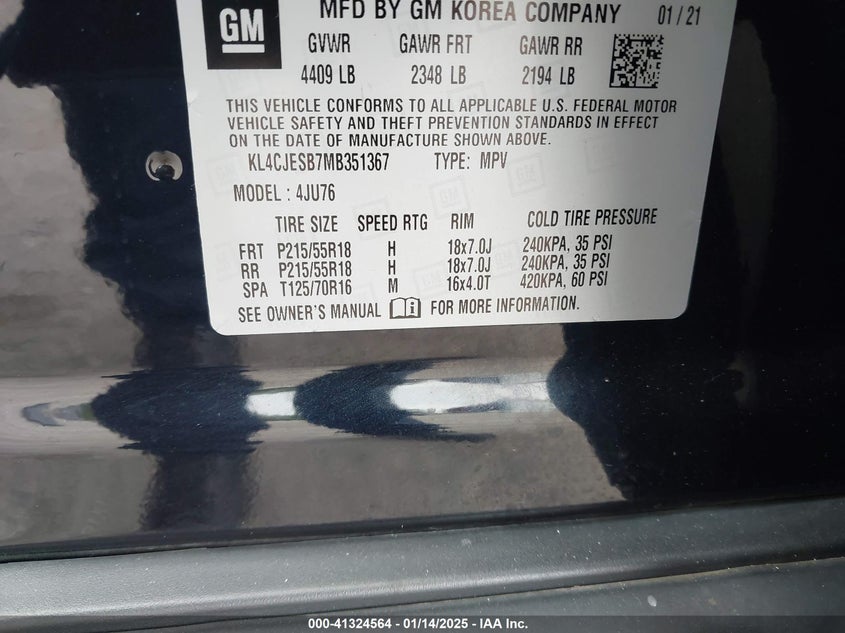 GM
MFD BY GM KOREA COMPANY 01/21
GVWR GAWR FRT GAWR RR
4409 LB 2348 LB 2194 LB
THIS VEHICLE CONFORMS TO ALL APPLICABLE U.S. FEDERAL MOTOR
VEHICLE SAFETY AND THEFT PREVENTION STANDARDS IN EFFECT
ON THE DATE OF MANUFACTURE SHOWN ABOVE.
KL4CJESB7MB351367 TYPE: MPV
MODEL: 4JU76
TIRE SIZE SPEED RTG RIM COLD TIRE PRESSURE
FRT P215/55R18 H 18x7.0J 240KPA, 35 PSI
RR P215/55R18 H 18x7.0J 240KPA, 35 PSI
SPA T125/70R16 M 16x4.0T 420KPA, 60 PSI
SEE OWNER'S MANUAL FOR MORE INFORMATION.
000-41324564 - 01/14/2025 - IAA Inc.